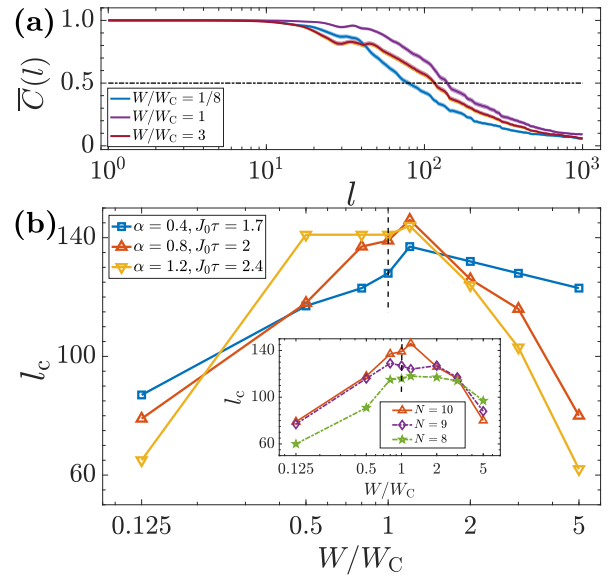 (a)
C̅(l)
1
0.5
0
W/W_C = 1/8
W/W_C = 1
W/W_C = 3
10^0 10^1 10^2 10^3
l
(b)
α = 0.4, J_0τ = 1.7
α = 0.8, J_0τ = 2
α = 1.2, J_0τ = 2.4
l_c
140
100
60
l_c
140
100
60
N = 10
N = 9
N = 8
0.125 0.5 1 2 5
W/W_C
0.125 0.5 1 2 5
W/W_C